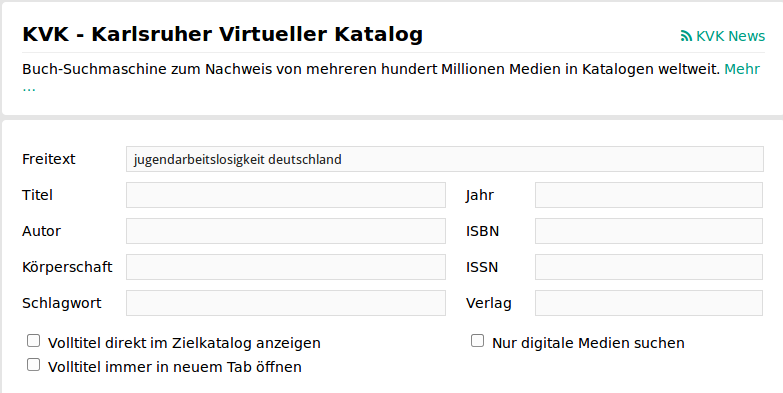 KVK - Karlsruher Virtueller Katalog
KVK News
Buch-Suchmaschine zum Nachweis von mehreren hundert Millionen Medien in Katalogen weltweit. Mehr
...
Freitext jugendarbeitslosigkeit deutschland
Titel Jahr
Autor ISBN
Körperschaft ISSN
Schlagwort Verlag
Volltitel direkt im Zielkatalog anzeigen Nur digitale Medien suchen
Volltitel immer in neuem Tab öffnen